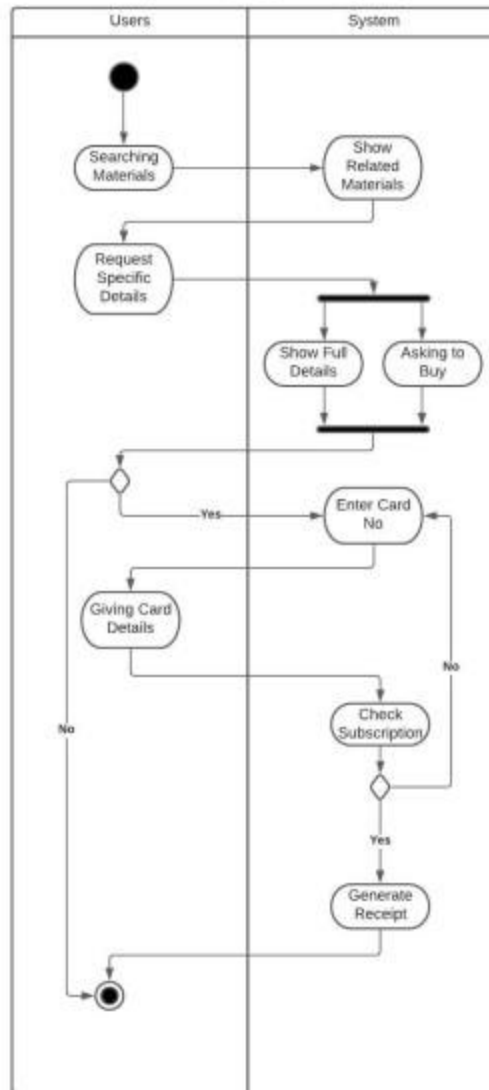 Users
System
Searching
Materials
Show
Related
Materials
Request
Specific
Details
Show Full
Details
Asking to
Buy
Yes
Enter Card
No
Giving Card
Details
No
No
Check
Subscription
Yes
Generate
Receipt